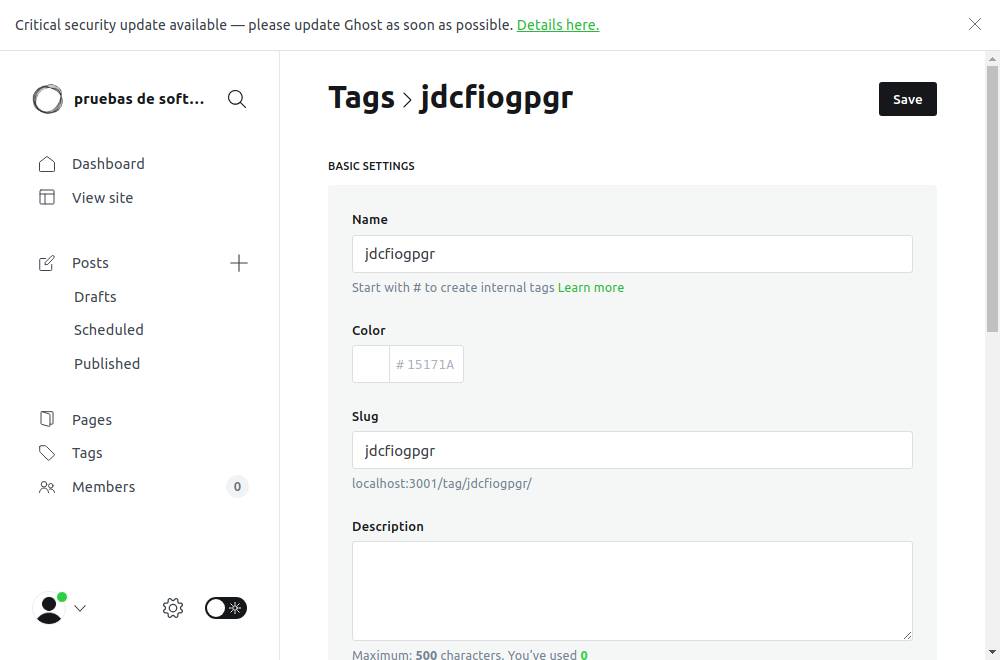 Critical security update available — please update Ghost as soon as possible. Details here.
pruebas de soft...
Tags > jdcfiogpgr
Save
Dashboard
View site
BASIC SETTINGS
Name
jdcfiogpgr
Start with # to create internal tags Learn more
Posts
Drafts
Scheduled
Published
Color
# 15171A
Pages
Tags
Members 0
Slug
jdcfiogpgr
localhost:3001/tag/jdcfiogpgr/
Description
Maximum: 500 characters. You've used 0